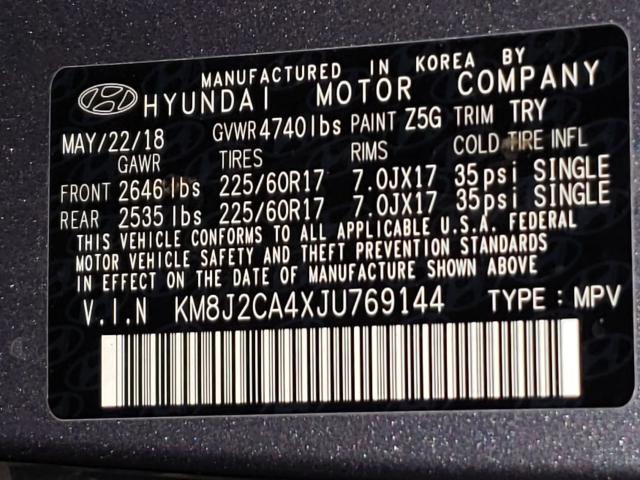 MANUFACTURED IN KOREA BY
HYUNDAI MOTOR COMPANY
MAY/22/18 GVWR 4740lbs PAINT Z5G TRIM TRY
GAWR TIRES RIMS COLD TIRE INFL
FRONT 2646 lbs 225/60R17 7.0JX17 35psi SINGLE
REAR 2535 lbs 225/60R17 7.0JX17 35psi SINGLE
THIS VEHICLE CONFORMS TO ALL APPLICABLE U.S.A. FEDERAL
MOTOR VEHICLE SAFETY AND THEFT PREVENTION STANDARDS
IN EFFECT ON THE DATE OF MANUFACTURE SHOWN ABOVE
V.I.N KM8J2CA4XJU769144 TYPE : MPV